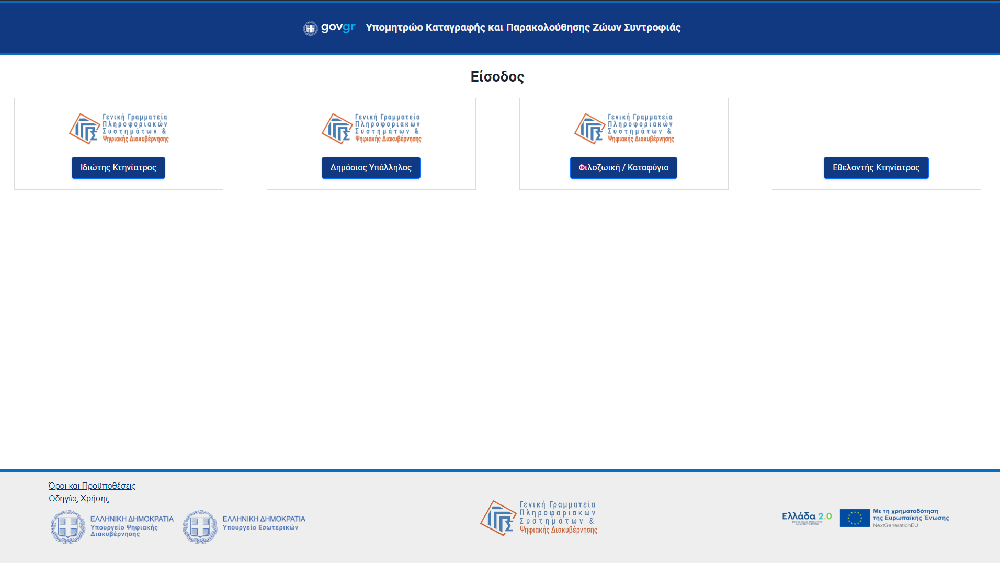 govgr Υπομητρώο Καταγραφής και Παρακολούθησης Ζώων Συντροφιάς
Είσοδος
Γενική Γραμματεία
Πληροφοριακών
Συστημάτων &
Ψηφιακής Διακυβέρνησης
Ιδιώτης Κτηνίατρος
Γενική Γραμματεία
Πληροφοριακών
Συστημάτων &
Ψηφιακής Διακυβέρνησης
Δημόσιος Υπάλληλος
Γενική Γραμματεία
Πληροφοριακών
Συστημάτων &
Ψηφιακής Διακυβέρνησης
Φιλοζωική / Καταφύγιο
Εθελοντής Κτηνίατρος
Όροι και Προϋποθέσεις
Οδηγίες Χρήσης
ΕΛΛΗΝΙΚΗ ΔΗΜΟΚΡΑΤΙΑ
Υπουργείο Ψηφιακής
Διακυβέρνησης
ΕΛΛΗΝΙΚΗ ΔΗΜΟΚΡΑΤΙΑ
Υπουργείο Εσωτερικών
Γενική Γραμματεία
Πληροφοριακών
Συστημάτων &
Ψηφιακής Διακυβέρνησης
Ελλάδα 2.0
Με τη χρηματοδότηση
της Ευρωπαϊκής Ένωσης
NextGenerationEU